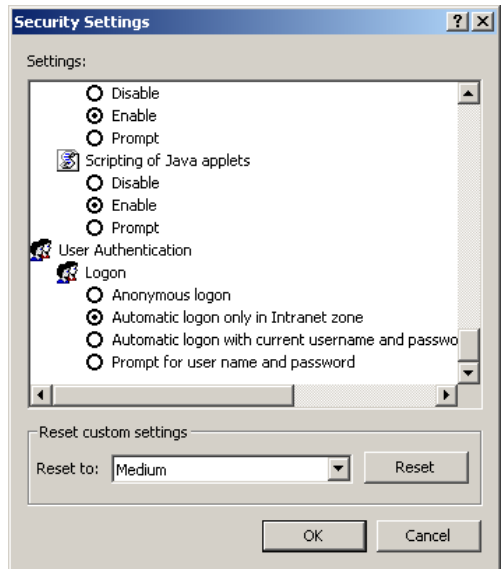 Security Settings
Settings:
Disable
Enable
Prompt
Scripting of Java applets
Disable
Enable
Prompt
User Authentication
Logon
Anonymous logon
Automatic logon only in Intranet zone
Automatic logon with current username and passwo
Prompt for user name and password
Reset custom settings
Reset to: Medium Reset
OK Cancel